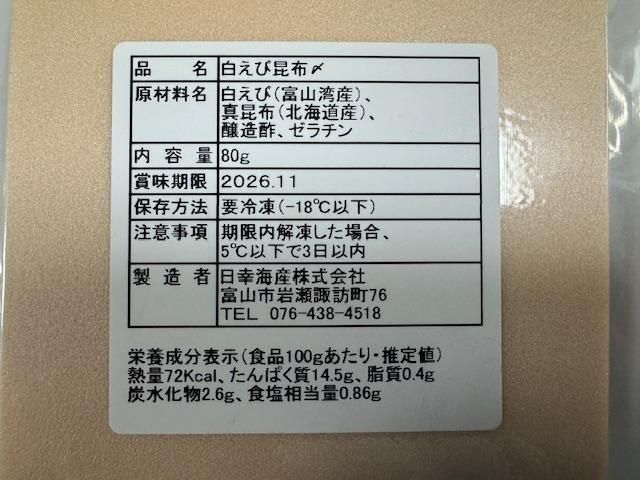 品名 白えび昆布〆
原材料名 白えび(富山湾産)、
真昆布(北海道産)、
醸造酢、ゼラチン
内容量 80g
賞味期限 2026.11
保存方法 要冷凍(-18℃以下)
注意事項 期限内解凍した場合、
5℃以下で3日以内
製造者 日幸海産株式会社
富山市岩瀬諏訪町76
TEL 076-438-4518
栄養成分表示(食品100gあたり・推定値)
熱量72Kcal、たんぱく質14.5g、脂質0.4g
炭水化物2.6g、食塩相当量0.86g